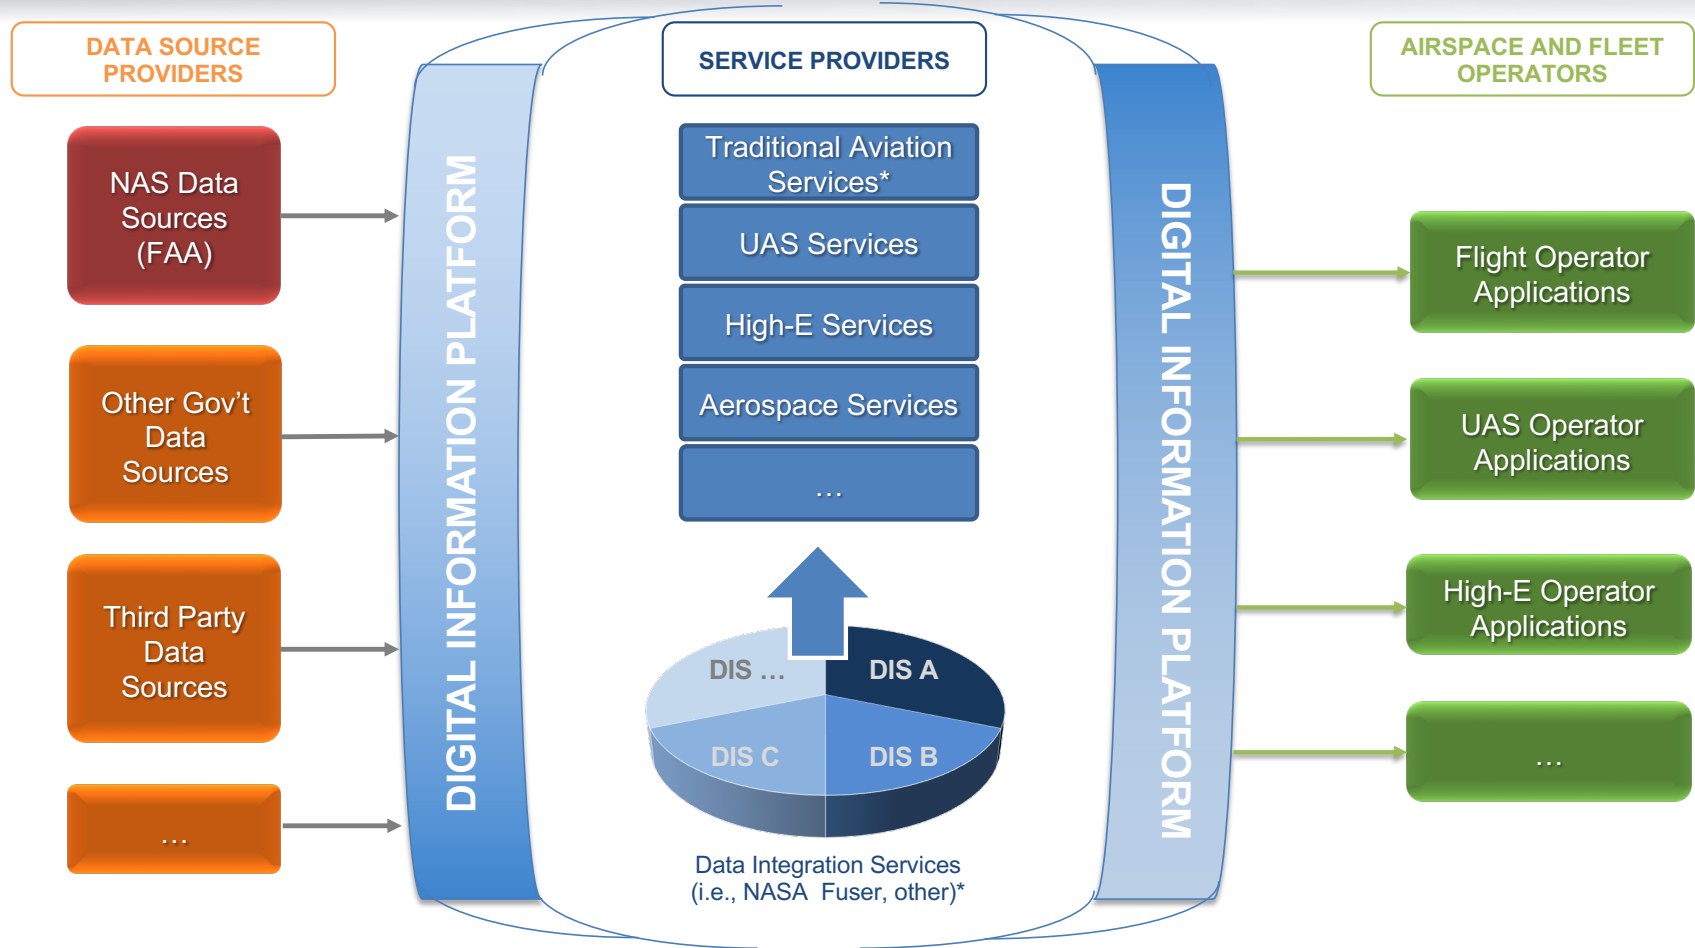 DATA SOURCE
PROVIDERS
SERVICE PROVIDERS
AIRSPACE AND FLEET
OPERATORS
NAS Data
Sources
(FAA)
Other Gov’t
Data
Sources
Third Party
Data
Sources
…
DIGITAL INFORMATION PLATFORM
Traditional Aviation
Services*
UAS Services
High-E Services
Aerospace Services
…
DIS …
DIS A
DIS C
DIS B
Data Integration Services
(i.e., NASA  Fuser, other)*
DIGITAL INFORMATION PLATFORM
Flight Operator
Applications
UAS Operator
Applications
High-E Operator
Applications
…